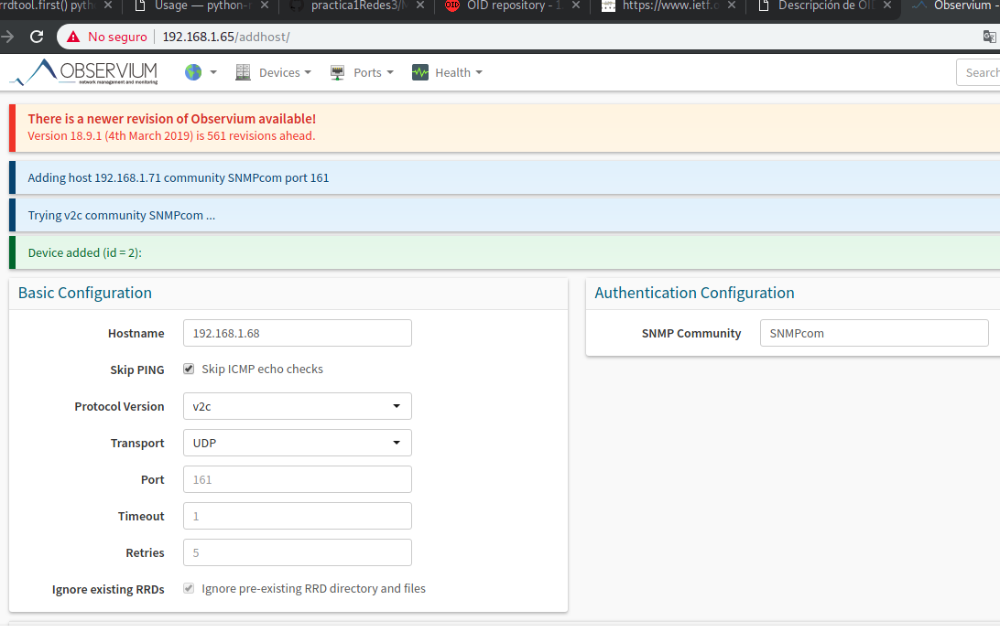 rrdtool.first() pyth
Usage — python-r
practica1Redes3/
OID OID repository - 1
https://www.ietf.o
Descripción de OI
Observium -
No seguro 192.168.1.65/addhost/
OBSERVIUM Devices Ports Health Search
network management and monitoring
There is a newer revision of Observium available!
Version 18.9.1 (4th March 2019) is 561 revisions ahead.
Adding host 192.168.1.71 community SNMPcom port 161
Trying v2c community SNMPcom ...
Device added (id = 2):
Basic Configuration
Hostname 192.168.1.68
Skip PING Skip ICMP echo checks
Protocol Version v2c
Transport UDP
Port 161
Timeout 1
Retries 5
Ignore existing RRDs Ignore pre-existing RRD directory and files
Authentication Configuration
SNMP Community SNMPcom